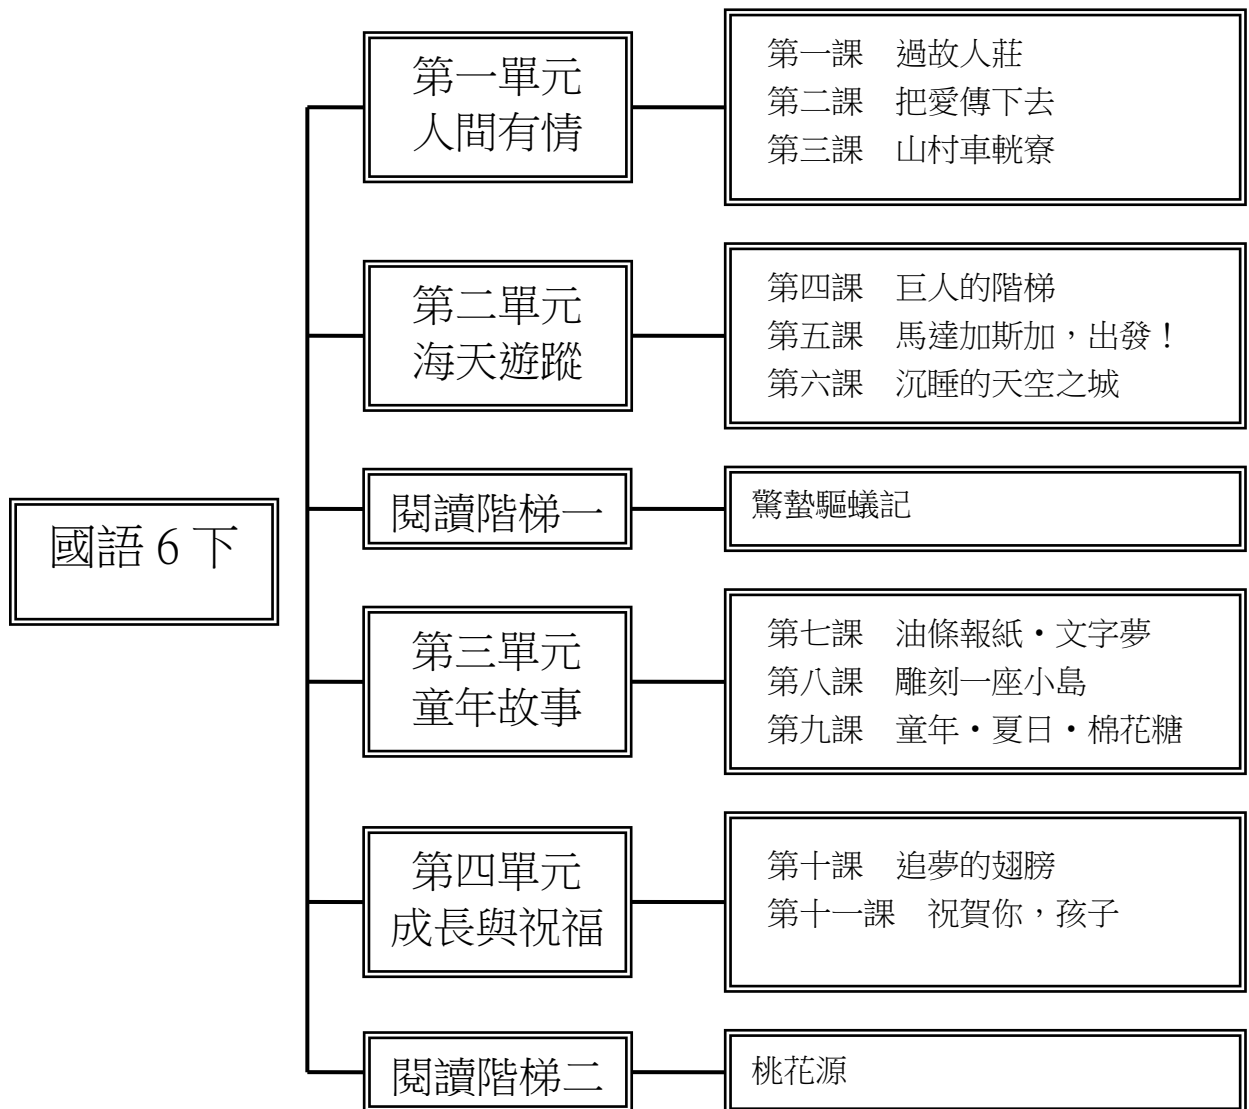 國語 6 下
第一單元
人間有情
第一課　過故人莊
第二課　把愛傳下去
第三課　山村車輄寮
第二單元
海天遊蹤
第四課　巨人的階梯
第五課　馬達加斯加，出發！
第六課　沉睡的天空之城
閱讀階梯一
驚蟄驅蟻記
第三單元
童年故事
第七課　油條報紙・文字夢
第八課　雕刻一座小島
第九課　童年・夏日・棉花糖
第四單元
成長與祝福
第十課　追夢的翅膀
第十一課　祝賀你，孩子
閱讀階梯二
桃花源